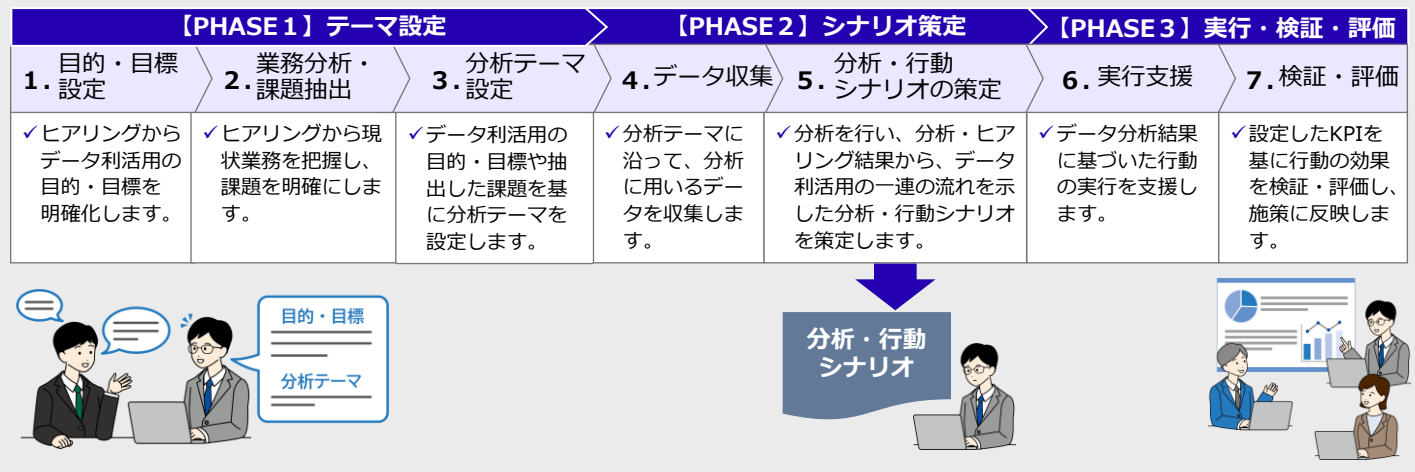 【PHASE１】テーマ設定
【PHASE２】シナリオ策定
【PHASE３】実行・検証・評価
1. 目的・目標
設定
2. 業務分析・
課題抽出
3. 分析テーマ
設定
4. データ収集
5. 分析・行動
シナリオの策定
6. 実行支援
7. 検証・評価
✓ヒアリングから
データ利活用の
目的・目標を
明確化します。
✓ヒアリングから現
状業務を把握し、
課題を明確にしま
す。
✓データ利活用の
目的・目標や抽
出した課題を基
に分析テーマを
設定します。
✓分析テーマに
沿って、分析
に用いるデー
タを収集しま
す。
✓分析を行い、分析・ヒア
リング結果から、データ
利活用の一連の流れを示
した分析・行動シナリオ
を策定します。
✓データ分析結果
に基づいた行動
の実行を支援し
ます。
✓設定したKPIを
基に行動の効果
を検証・評価し、
施策に反映しま
す。
目的・目標
分析テーマ
分析・行動
シナリオ